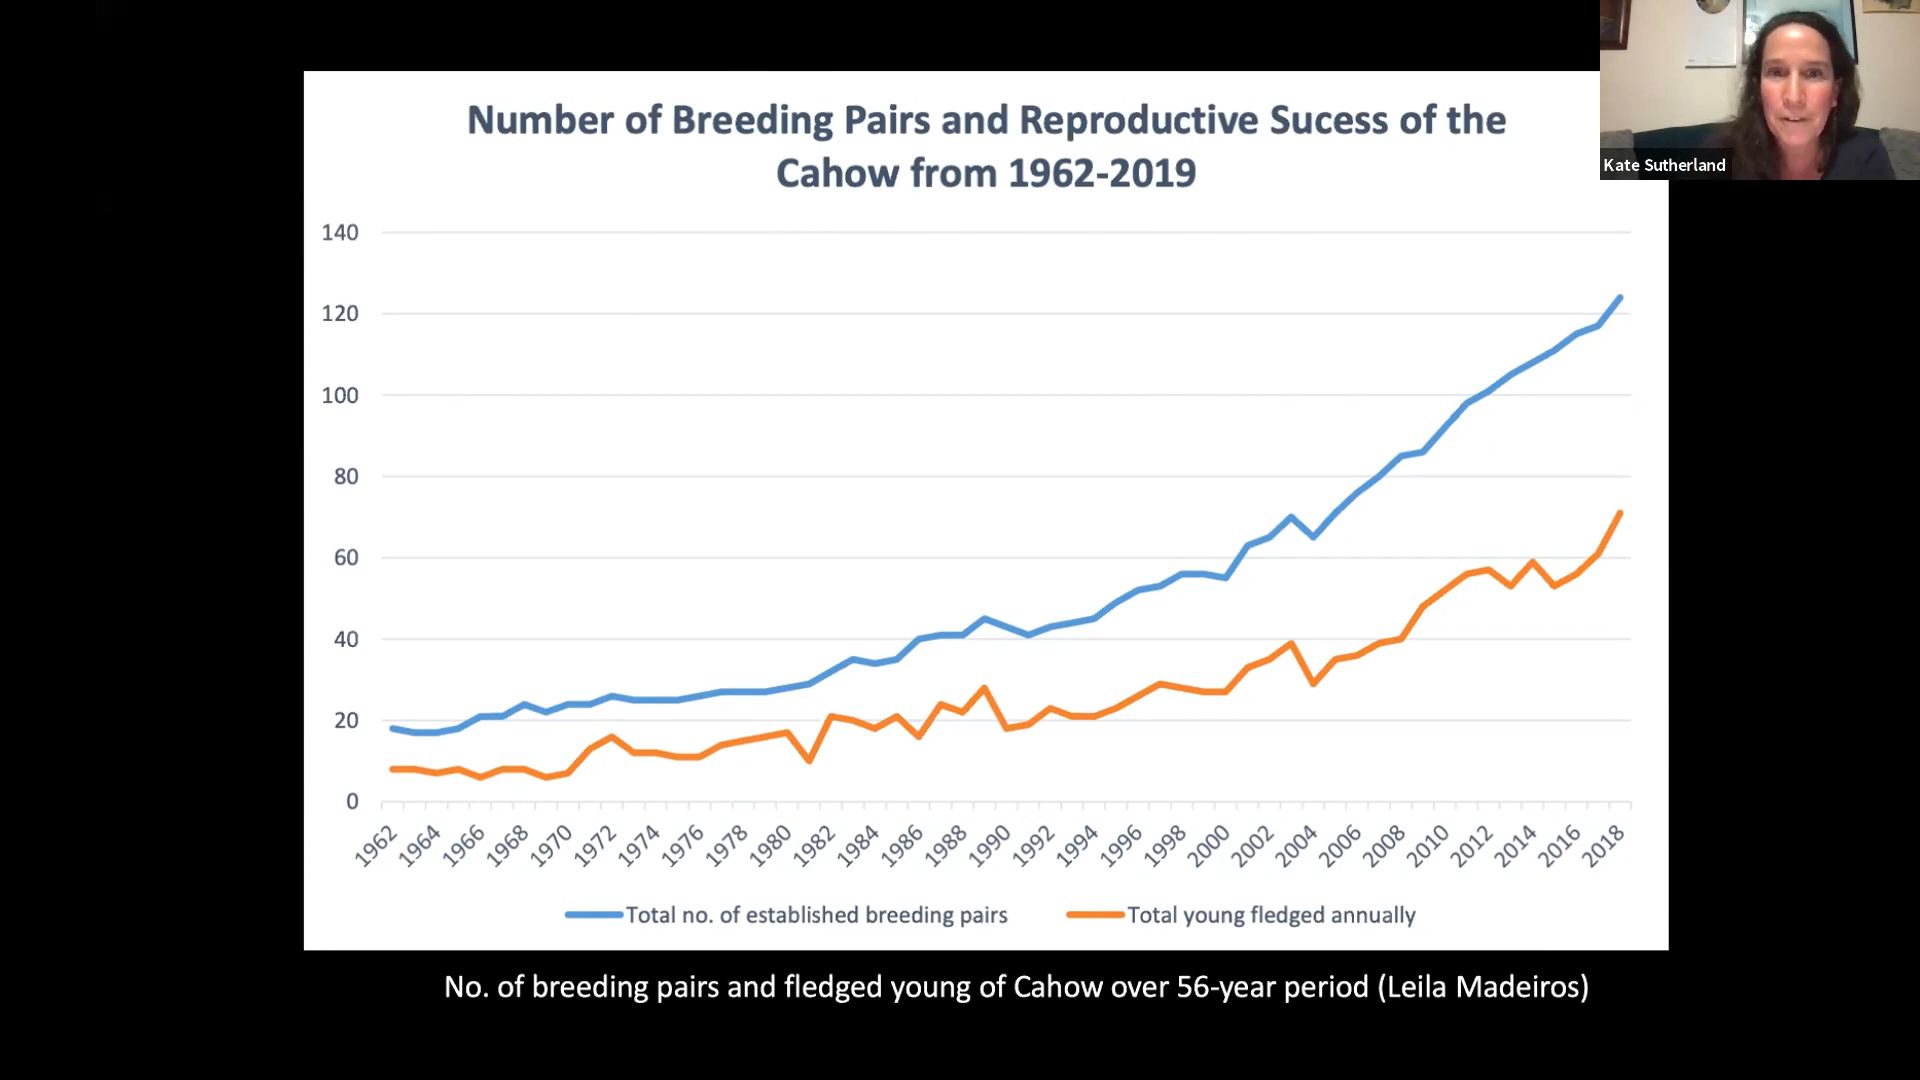 Number of Breeding Pairs and Reproductive Sucess of the
Cahow from 1962-2019
Kate Sutherland
140
120
100
80
60
40
20
0
1962 1964 1966 1968 1970 1972 1974 1976 1978 1980 1982 1984 1986 1988 1990 1992 1994 1996 1998 2000 2002 2004 2006 2008 2010 2012 2014 2016 2018
Total no. of established breeding pairs Total young fledged annually
No. of breeding pairs and fledged young of Cahow over 56-year period (Leila Madeiros)